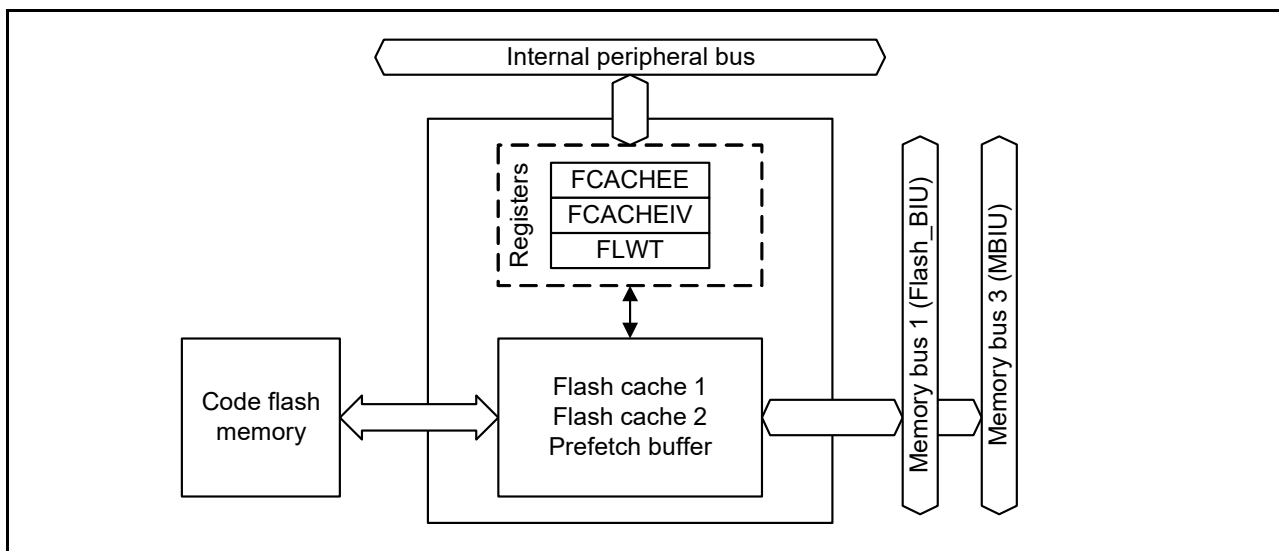 Internal peripheral bus
Registers
FCACHEE
FCACHEIV
FLWT
Code flash
memory
Flash cache 1
Flash cache 2
Prefetch buffer
Memory bus 1 (Flash_BIU)
Memory bus 3 (MBIU)